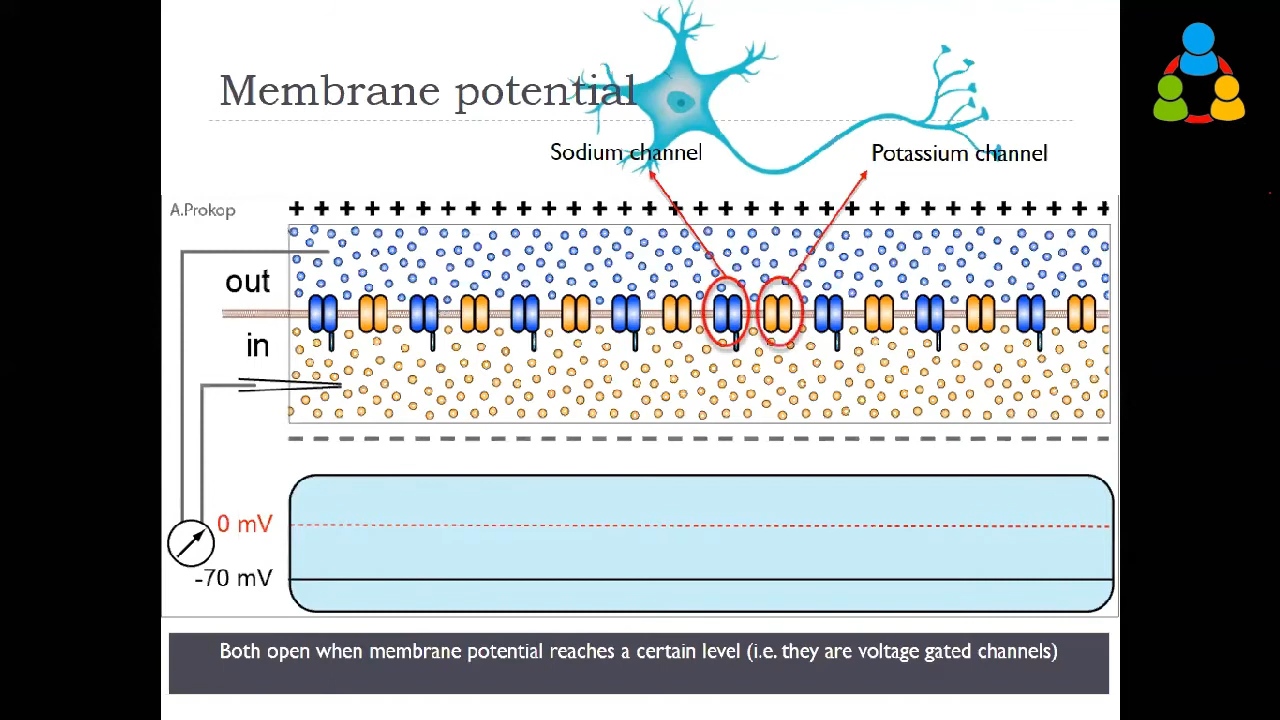 Membrane potential
Sodium channel
Potassium channel
A.Prokop
out
in
0 mV
-70 mV
Both open when membrane potential reaches a certain level (i.e. they are voltage gated channels)